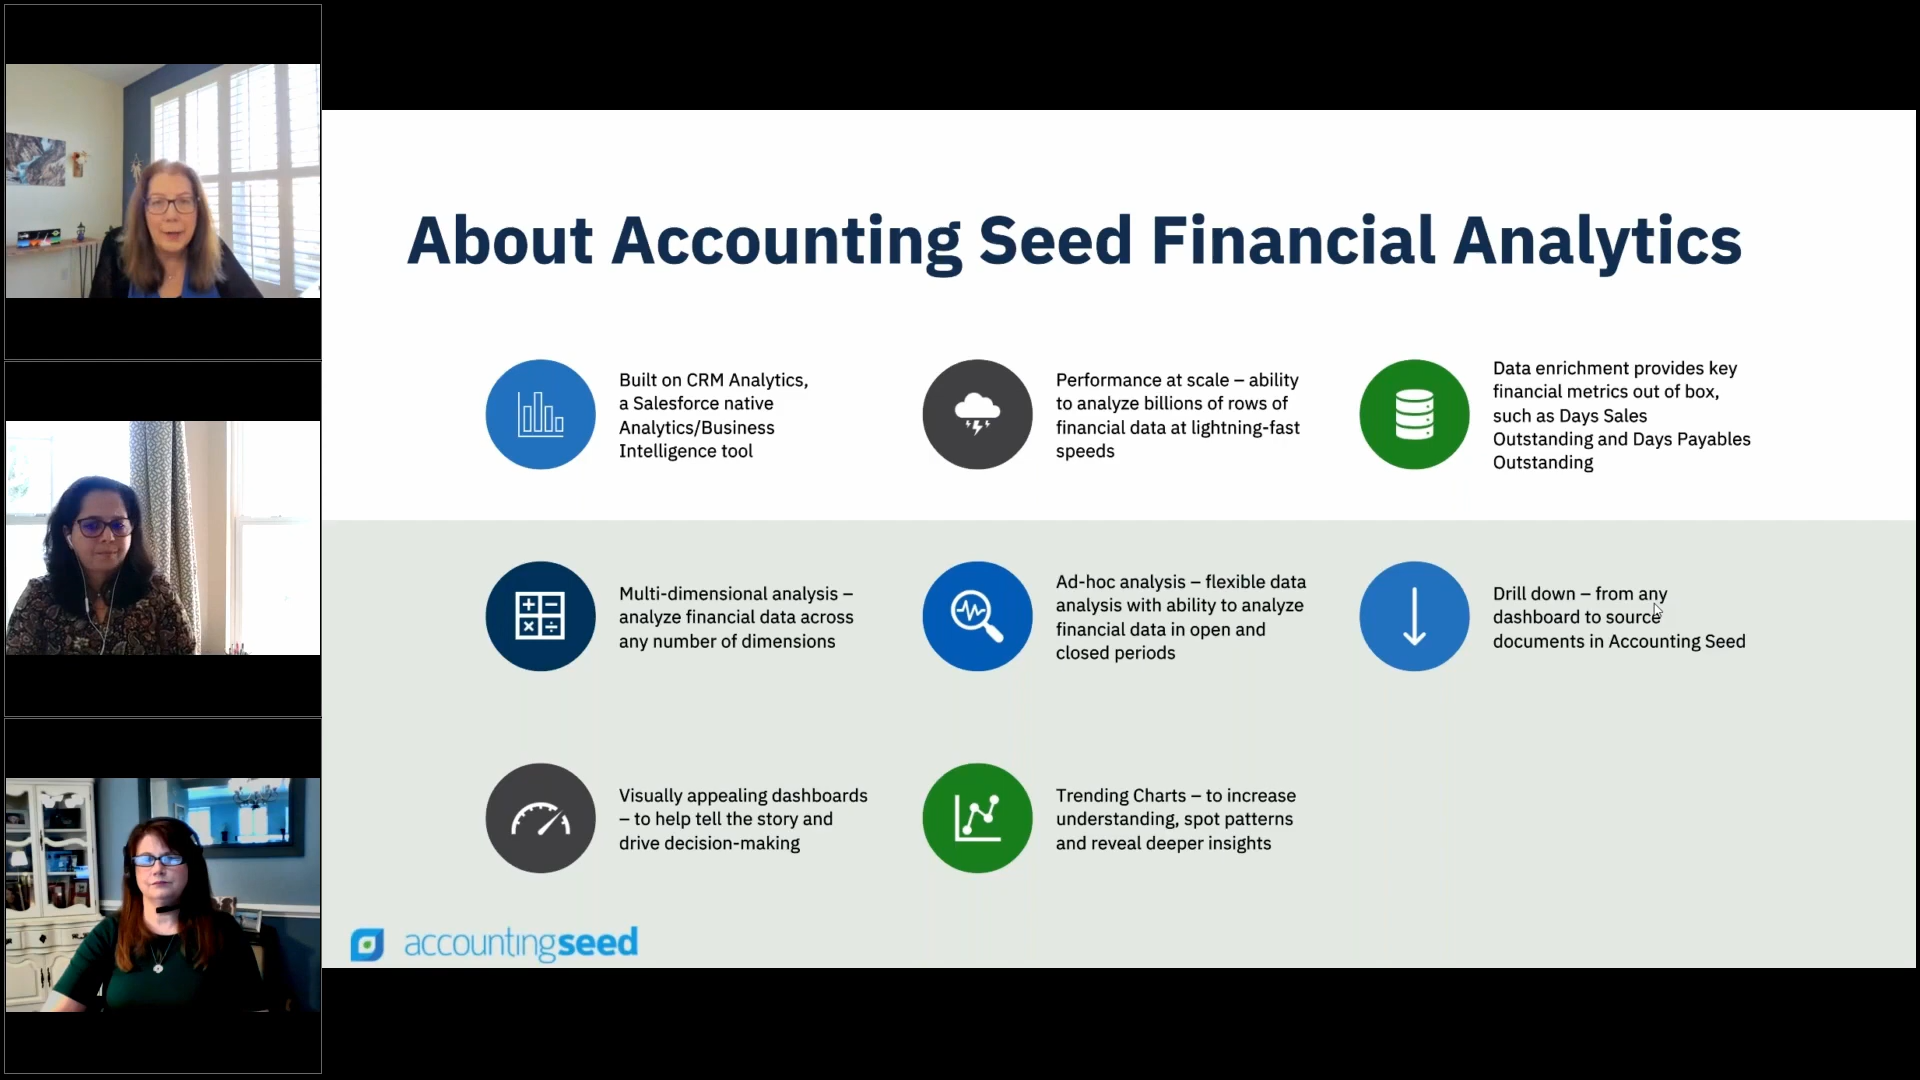 About Accounting Seed Financial Analytics
Built on CRM Analytics,
a Salesforce native
Analytics/Business
Intelligence tool
Performance at scale – ability
to analyze billions of rows of
financial data at lightning-fast
speeds
Data enrichment provides key
financial metrics out of box,
such as Days Sales
Outstanding and Days Payables
Outstanding
Multi-dimensional analysis –
analyze financial data across
any number of dimensions
Ad-hoc analysis – flexible data
analysis with ability to analyze
financial data in open and
closed periods
Drill down – from any
dashboard to source
documents in Accounting Seed
Visually appealing dashboards
– to help tell the story and
drive decision-making
Trending Charts – to increase
understanding, spot patterns
and reveal deeper insights
accountingseed